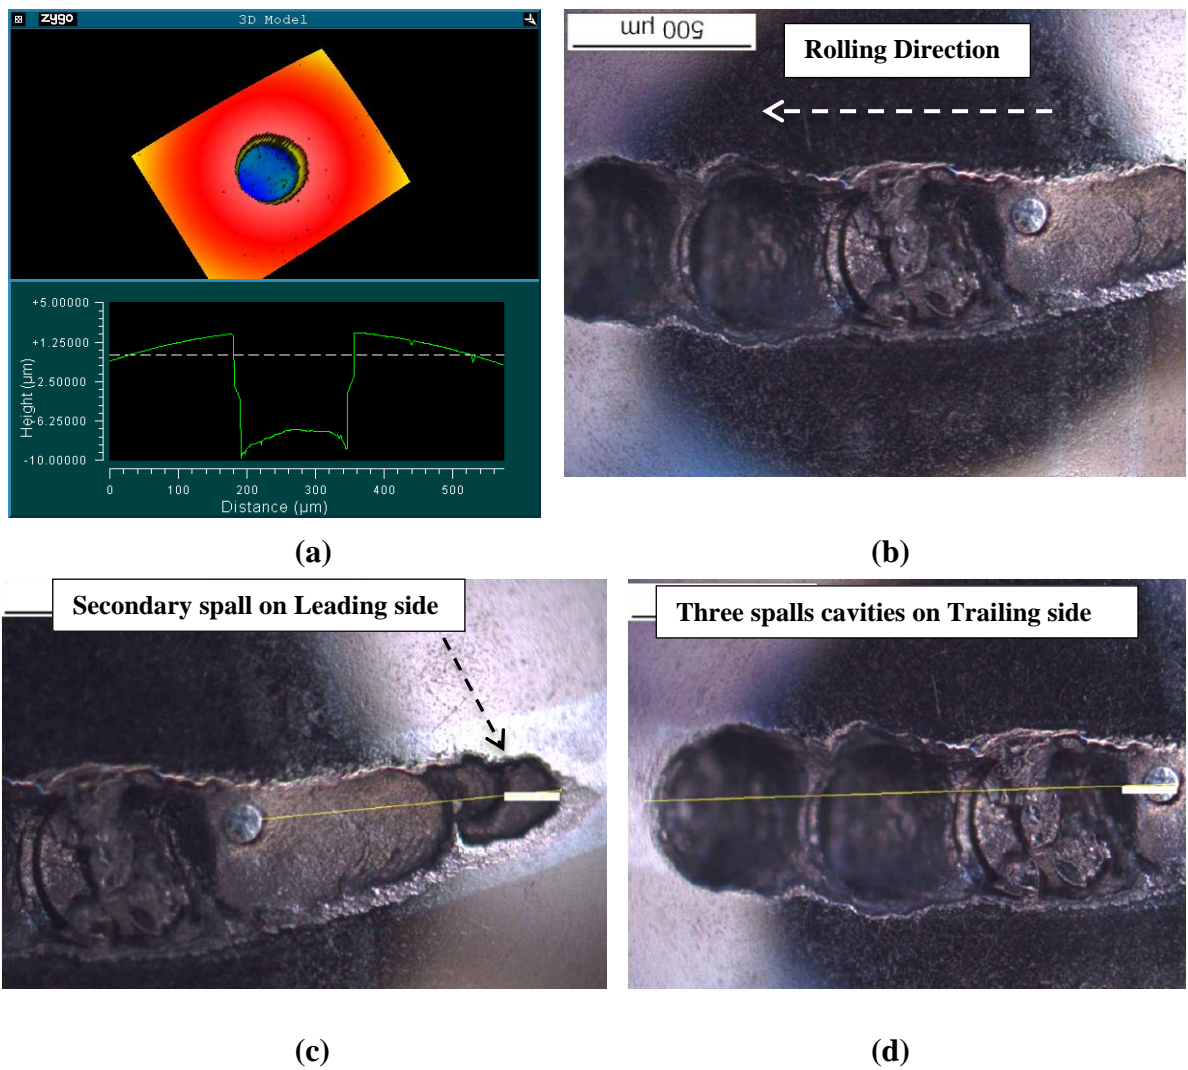 zygo
3D Model
+5.00000
+1.25000
-2.50000
-6.25000
-10.00000
Height (µm)
0 100 200 300 400 500
Distance (µm)
500 µm
Rolling Direction
(a)
(b)
Secondary spall on Leading side
Three spalls cavities on Trailing side
(c)
(d)